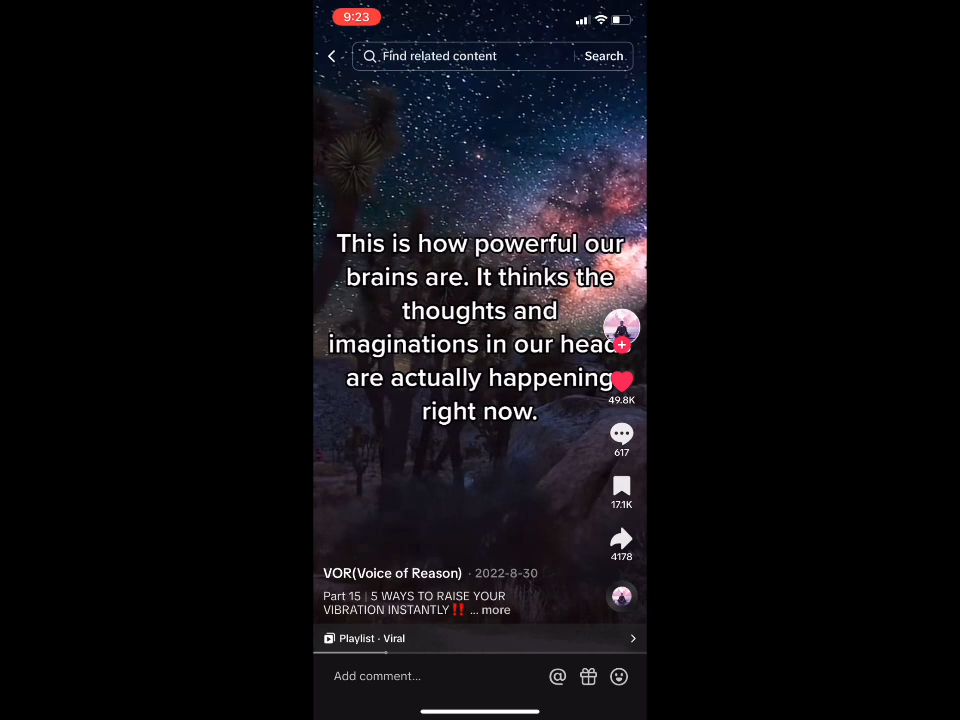 9:23
Find related content
Search
This is how powerful our
brains are. It thinks the
thoughts and
imaginations in our head
are actually happening
right now.
49.8K
617
17.1K
4178
VOR(Voice of Reason) · 2022-8-30
Part 15 | 5 WAYS TO RAISE YOUR
VIBRATION INSTANTLY‼️ ... more
Playlist · Viral
Add comment...